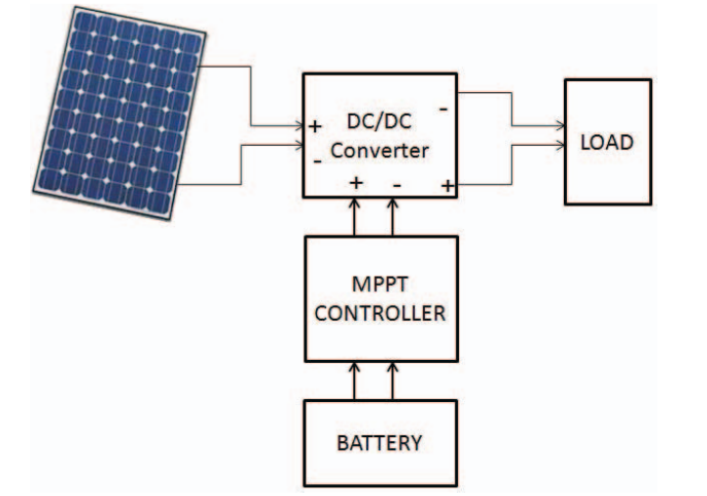 +
-
DC/DC
Converter
-
+ - +
LOAD
MPPT
CONTROLLER
BATTERY